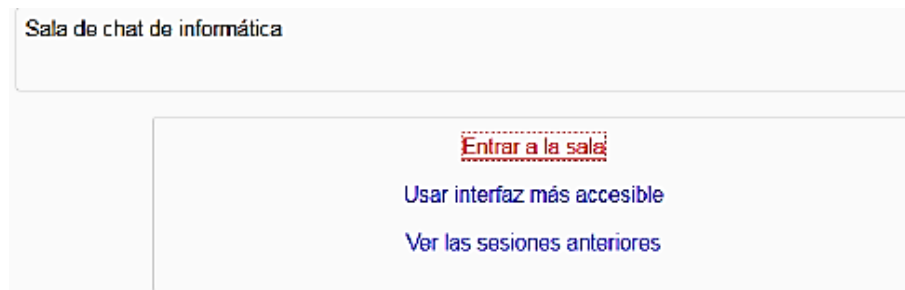 Sala de chat de informática
Entrar a la sala
Usar interfaz más accesible
Ver las sesiones anteriores